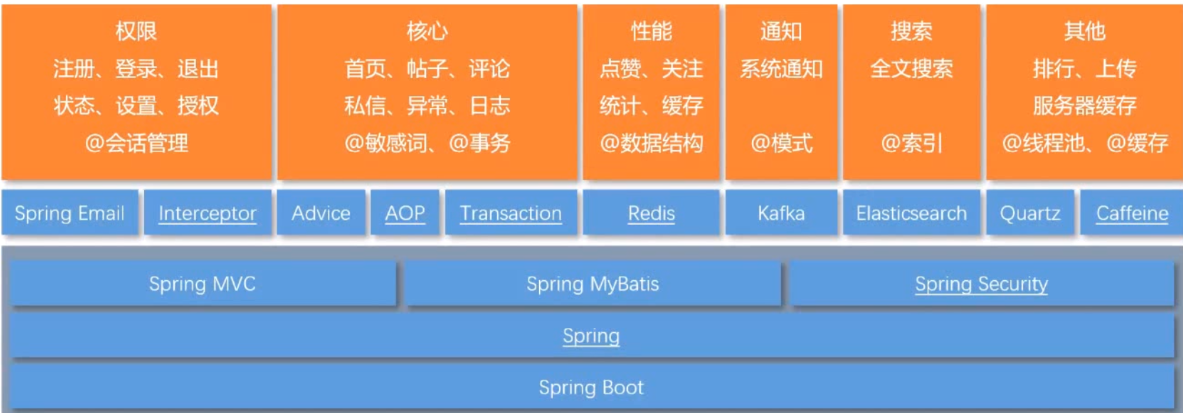 权限
注册、登录、退出
状态、设置、授权
@会话管理
核心
首页、帖子、评论
私信、异常、日志
@敏感词、@事务
性能
点赞、关注
统计、缓存
@数据结构
通知
系统通知
@模式
搜索
全文搜索
@索引
其他
排行、上传
服务器缓存
@线程池、@缓存
Spring Email
Interceptor
Advice
AOP
Transaction
Redis
Kafka
Elasticsearch
Quartz
Caffeine
Spring MVC
Spring MyBatis
Spring Security
Spring
Spring Boot